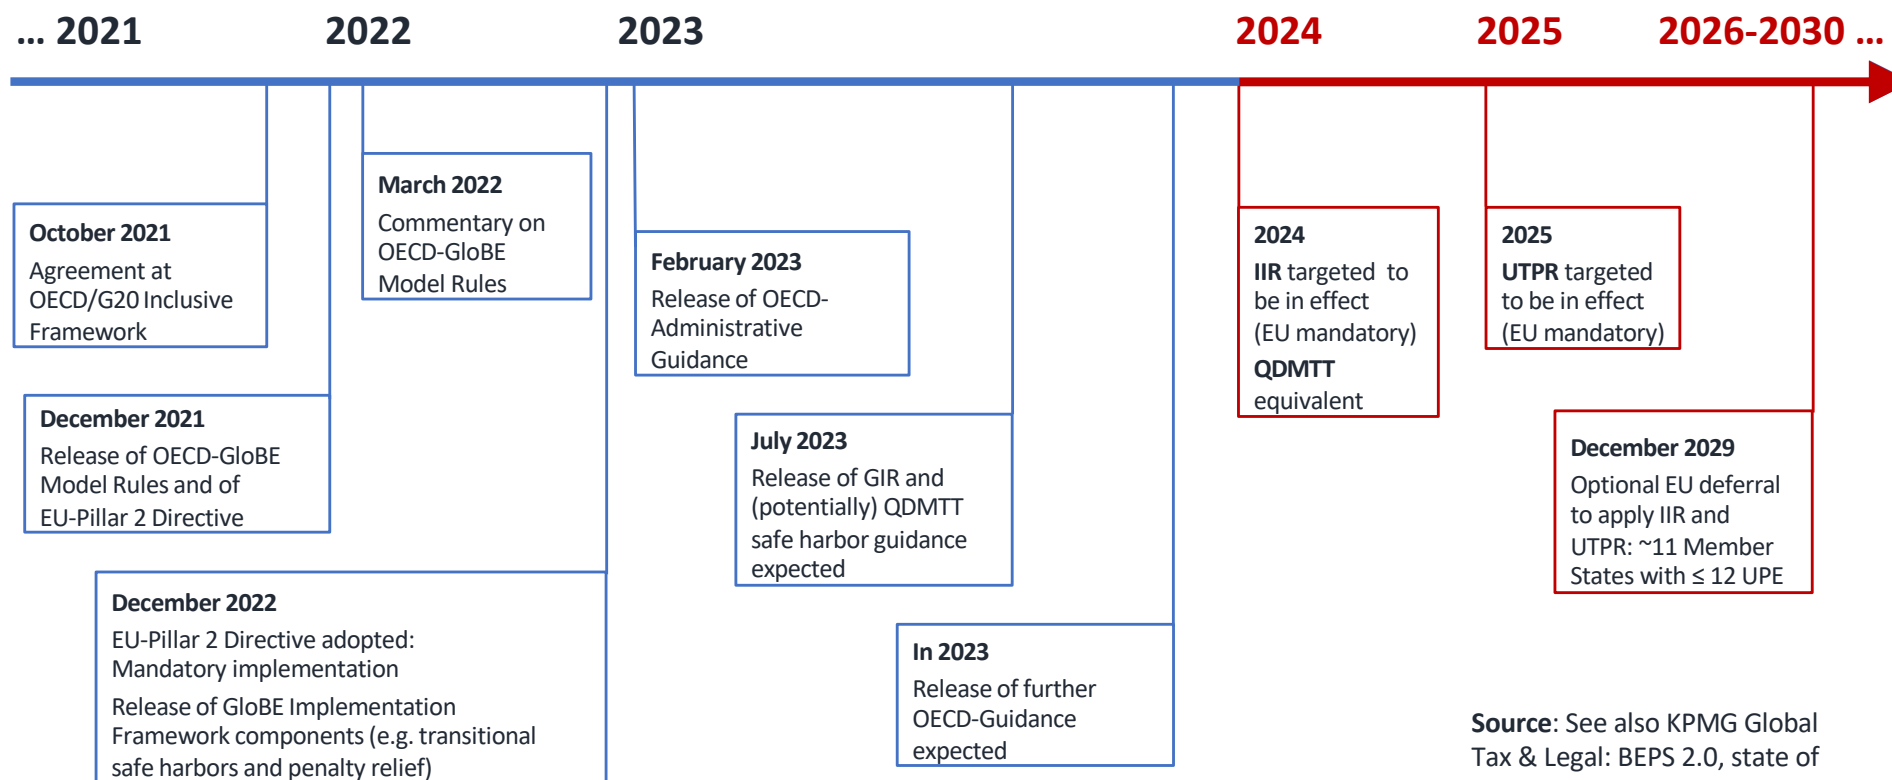 ... 2021
2022
2023
2024
2025
2026-2030 ...
October 2021
Agreement at
OECD/G20 Inclusive
Framework
December 2021
Release of OECD-GloBE
Model Rules and of
EU-Pillar 2 Directive
March 2022
Commentary on
OECD-GloBE
Model Rules
December 2022
EU-Pillar 2 Directive adopted:
Mandatory implementation
Release of GloBE Implementation
Framework components (e.g. transitional
safe harbors and penalty relief)
February 2023
Release of OECD-
Administrative
Guidance
July 2023
Release of GIR and
(potentially) QDMTT
safe harbor guidance
expected
In 2023
Release of further
OECD-Guidance
expected
2024
IIR targeted to
be in effect
(EU mandatory)
QDMTT
equivalent
2025
UTPR targeted
to be in effect
(EU mandatory)
December 2029
Optional EU deferral
to apply IIR and
UTPR: ~11 Member
States with ≤ 12 UPE
Source: See also KPMG Global
Tax & Legal: BEPS 2.0, state of